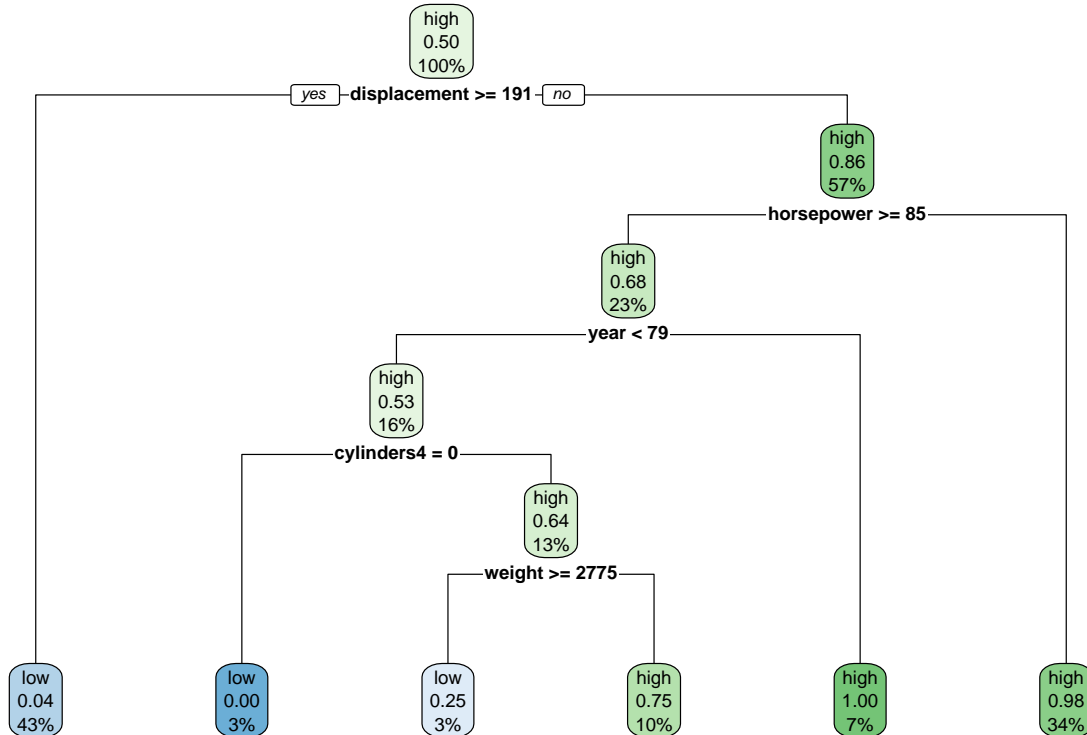 high
0.50
100%
yes displacement >= 191 no
high
0.86
57%
horsepower >= 85
high
0.68
23%
year < 79
high
0.53
16%
cylinders4 = 0
high
0.64
13%
weight >= 2775
low
0.04
43%
low
0.00
3%
low
0.25
3%
high
0.75
10%
high
1.00
7%
high
0.98
34%